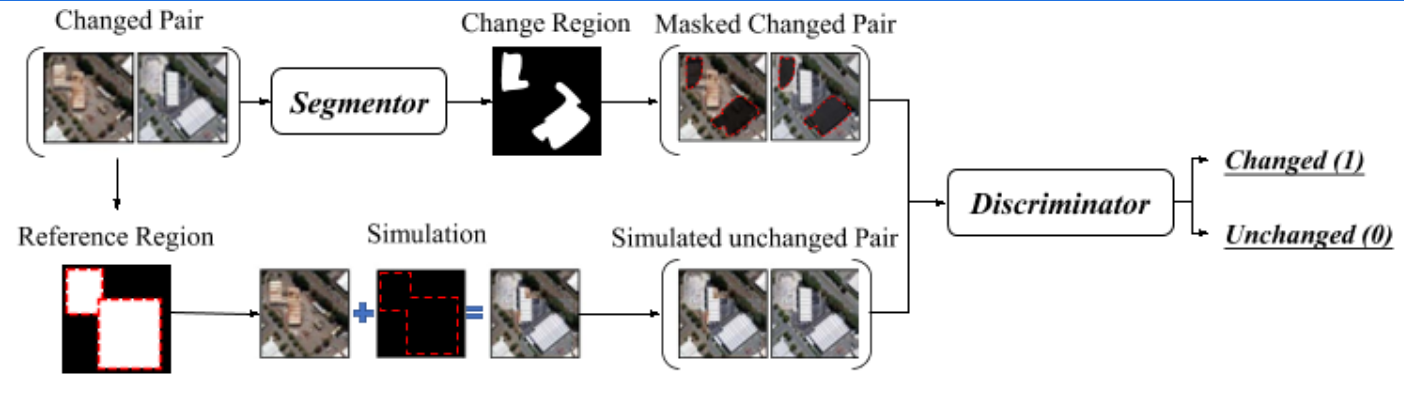 Changed Pair
Change Region
Masked Changed Pair
Segmentor
Changed (1)
Discriminator
Unchanged (0)
Reference Region
Simulation
Simulated unchanged Pair